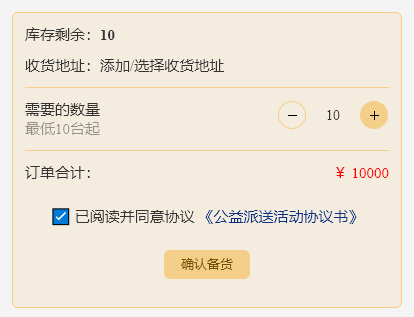 库存剩余：10
收货地址：添加/选择收货地址
需要的数量
最低10台起
− 10 +
订单合计：￥ 10000
已阅读并同意协议 《公益派送活动协议书》
确认备货